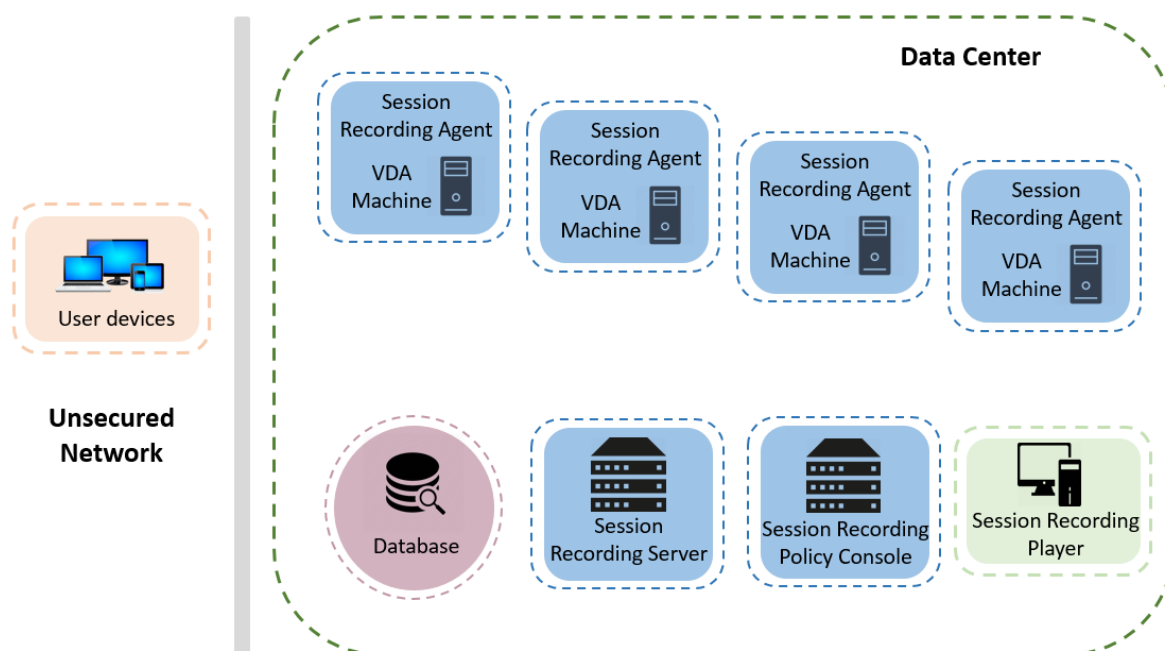 Data Center
Session
Recording Agent
VDA
Machine
Session
Recording Agent
VDA
Machine
Session
Recording Agent
VDA
Machine
Session
Recording Agent
VDA
Machine
User devices
Unsecured
Network
Database
Session
Recording Server
Session Recording
Policy Console
Session Recording
Player